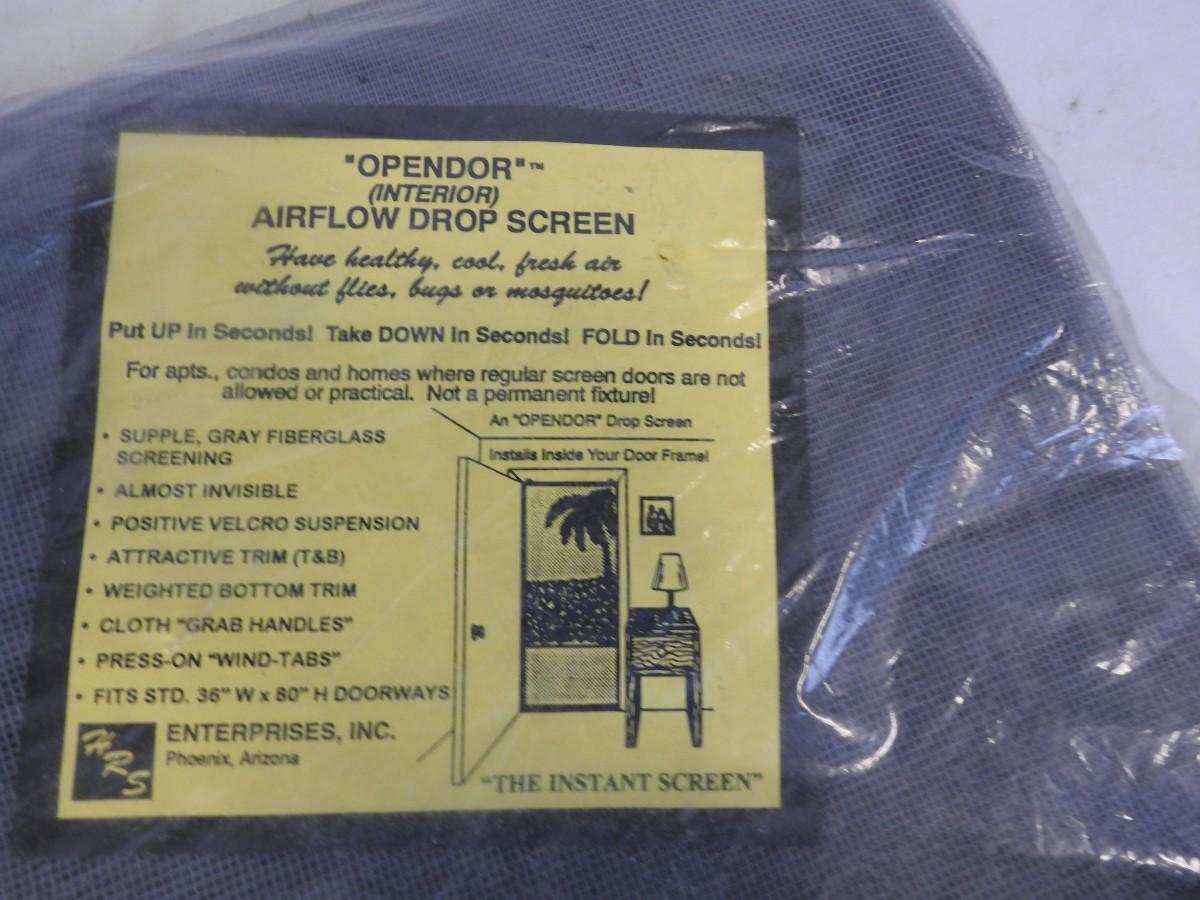 "OPENDOR"™
(INTERIOR)
AIRFLOW DROP SCREEN
Have healthy, cool, fresh air
without flies, bugs or mosquitoes!
Put UP In Seconds! Take DOWN In Seconds! FOLD In Seconds!
For apts., condos and homes where regular screen doors are not
allowed or practical. Not a permanent fixture!
An "OPENDOR" Drop Screen
Installs Inside Your Door Frame!
• SUPPLE, GRAY FIBERGLASS
SCREENING
• ALMOST INVISIBLE
• POSITIVE VELCRO SUSPENSION
• ATTRACTIVE TRIM (T&B)
• WEIGHTED BOTTOM TRIM
• CLOTH "GRAB HANDLES"
• PRESS-ON "WIND-TABS"
• FITS STD. 36" W x 80" H DOORWAYS
HRS
ENTERPRISES, INC.
Phoenix, Arizona
"THE INSTANT SCREEN"